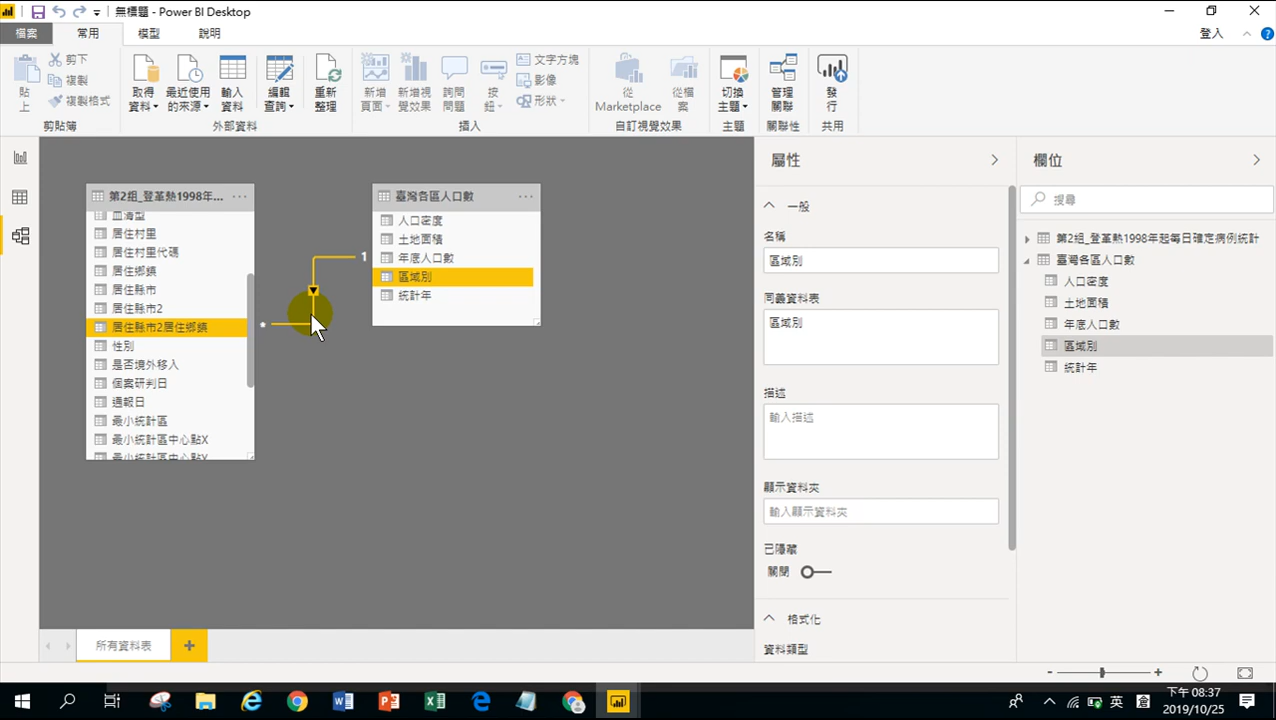 無標題 - Power BI Desktop
檔案
常用
模型
說明
登入
貼上
剪下
複製
複製格式
剪貼簿
取得資料
最近使用的來源
輸入資料
編輯查詢
重新整理
外部資料
新增頁面
新增視覺效果
詢問問題
按鈕
文字方塊
影像
形狀
插入
從 Marketplace
從檔案
自訂視覺效果
切換主題
主題
管理關聯
關聯性
發行
共用
第2組_登革熱1998年...
血清型
居住村里
居住村里代碼
居住鄉鎮
居住縣市
居住縣市2
居住縣市2居住鄉鎮
性別
是否境外移入
個案研判日
通報日
最小統計區
最小統計區中心點X
最小統計區中心點Y
*
1
臺灣各區人口數
人口密度
土地面積
年底人口數
區域別
統計年
屬性
一般
名稱
區域別
同義資料表
區域別
描述
輸入描述
顯示資料夾
輸入顯示資料夾
已隱藏
關閉
格式化
資料類型
欄位
搜尋
第2組_登革熱1998年起每日確定病例統計
臺灣各區人口數
人口密度
土地面積
年底人口數
區域別
統計年
所有資料表
英
下午 08:37
2019/10/25